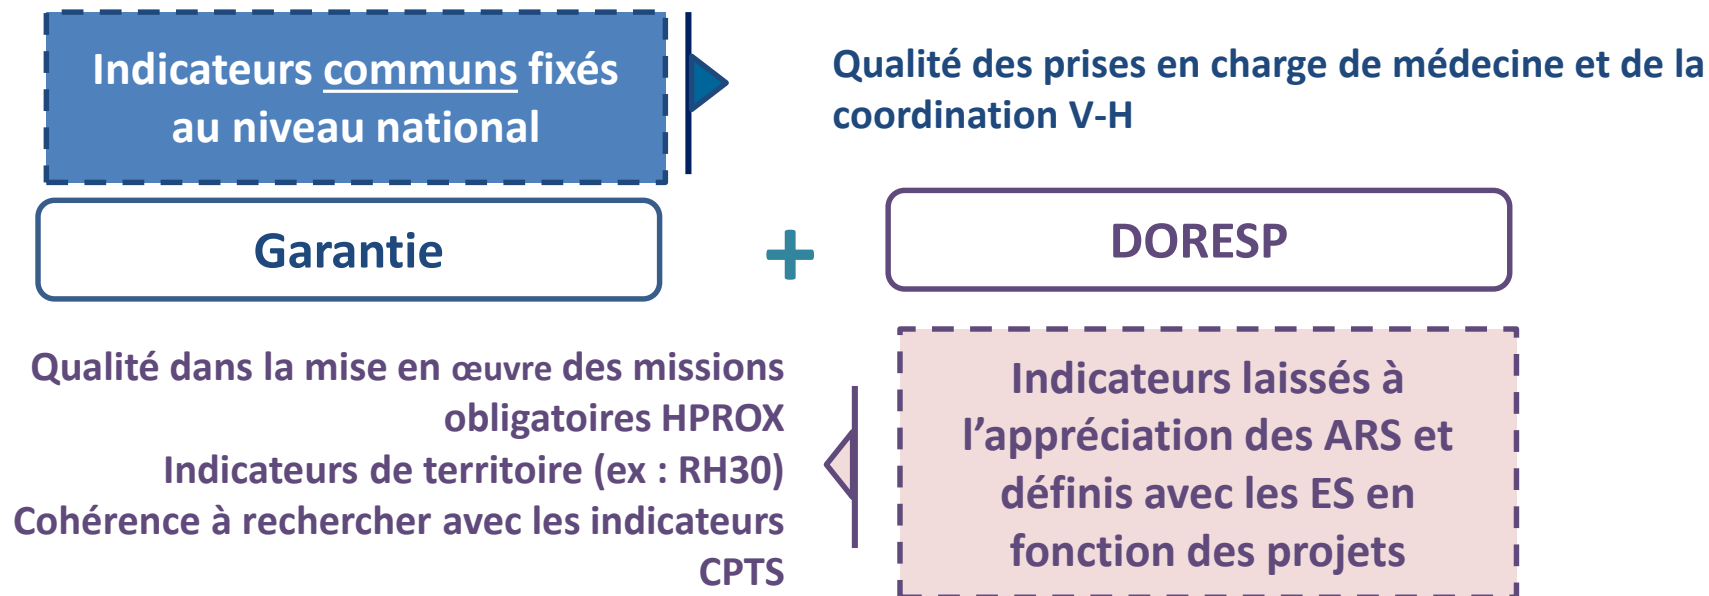 Indicateurs communs fixés
au niveau national
Qualité des prises en charge de médecine et de la
coordination V-H
Garantie
+
DORESP
Qualité dans la mise en œuvre des missions
obligatoires HPROX
Indicateurs de territoire (ex : RH30)
Cohérence à rechercher avec les indicateurs
CPTS
Indicateurs laissés à
l’appréciation des ARS et
définis avec les ES en
fonction des projets